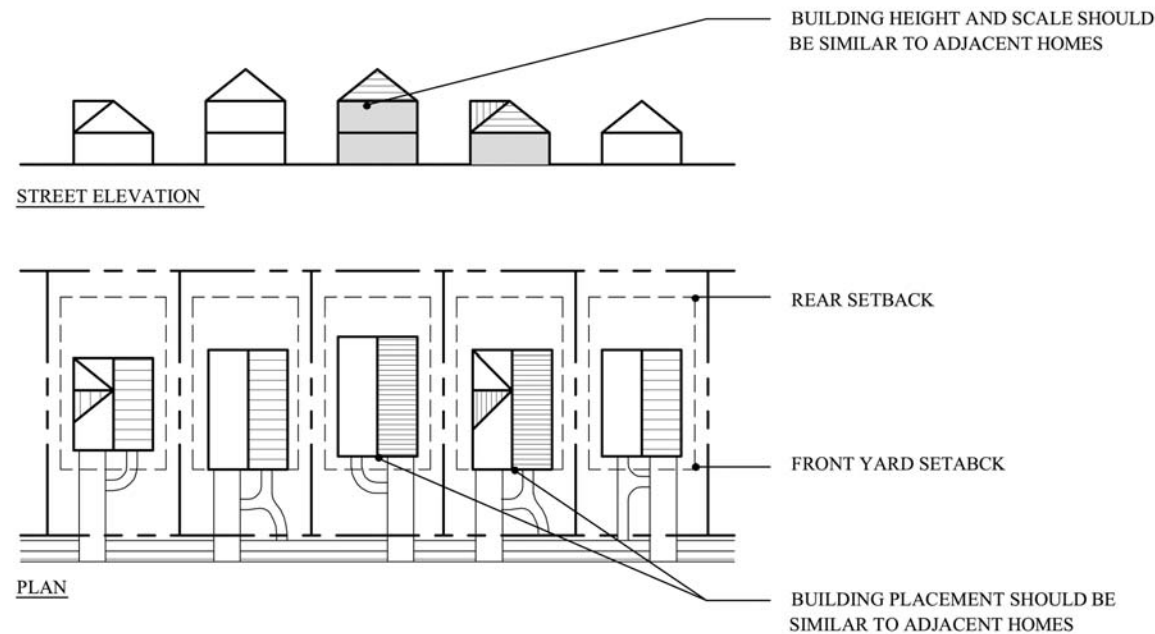 BUILDING HEIGHT AND SCALE SHOULD
BE SIMILAR TO ADJACENT HOMES
STREET ELEVATION
REAR SETBACK
FRONT YARD SETABCK
PLAN
BUILDING PLACEMENT SHOULD BE
SIMILAR TO ADJACENT HOMES